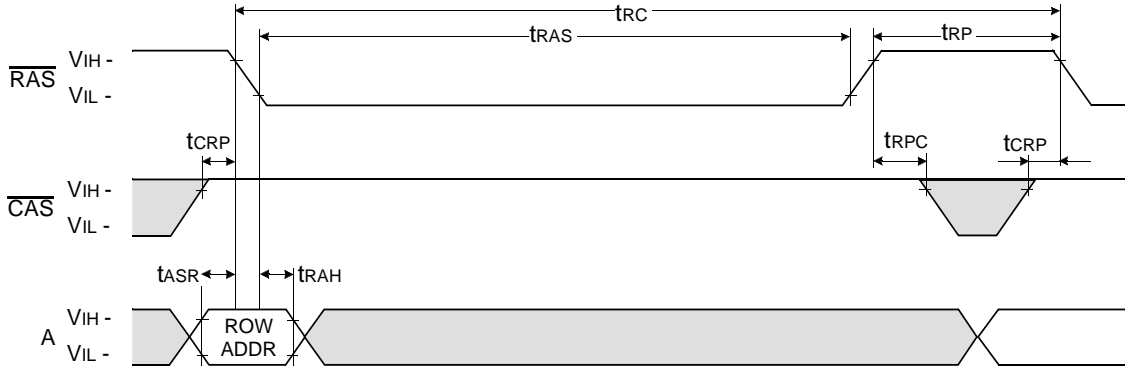 tRC
tRAS
tRP
RAS
VIH -
VIL -
tCRP
tRPC
tCRP
CAS
VIH -
VIL -
tASR
tRAH
A
VIH -
VIL -
ROW
ADDR